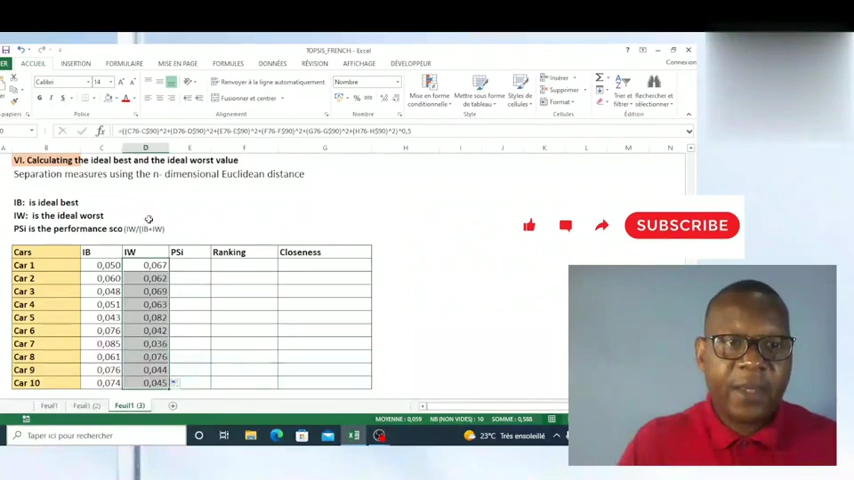 TOPSIS_FRENCH - Excel
ACCUEIL INSERTION FORMULAIRE MISE EN PAGE FORMULES DONNÉES RÉVISION AFFICHAGE DÉVELOPPEUR
Connexion
Calibri 14
Renvoyer à la ligne automatiquement
Nombre
Fusionner et centrer
Mise en forme conditionnelle
Mettre sous forme de tableau
Styles de cellules
Insérer
Supprimer
Format
Trier et filtrer
Rechercher et sélectionner
Presse-papiers Police Alignement Nombre Style Cellules Édition
=((C76-C$90)^2+(D76-D$90)^2+(E76-E$90)^2+(F76-F$90)^2+(G76-G$90)^2+(H76-H$90)^2)^0,5
B C D E F G H I J K L M N
VI. Calculating the ideal best and the ideal worst value
Separation measures using the n- dimensional Euclidean distance
IB: is ideal best
IW: is the ideal worst
PSi is the performance sco (IW/(IB+IW)
Cars IB IW PSi Ranking Closeness
Car 1 0,050 0,067
Car 2 0,060 0,062
Car 3 0,048 0,069
Car 4 0,051 0,063
Car 5 0,043 0,082
Car 6 0,076 0,042
Car 7 0,085 0,036
Car 8 0,061 0,076
Car 9 0,076 0,044
Car 10 0,074 0,045
SUBSCRIBE
Feuil1 Feuil1 (2) Feuil1 (3)
MOYENNE : 0,059 NB (NON VIDES) : 10 SOMME : 0,588
Taper ici pour rechercher
23°C Très ensoleillé